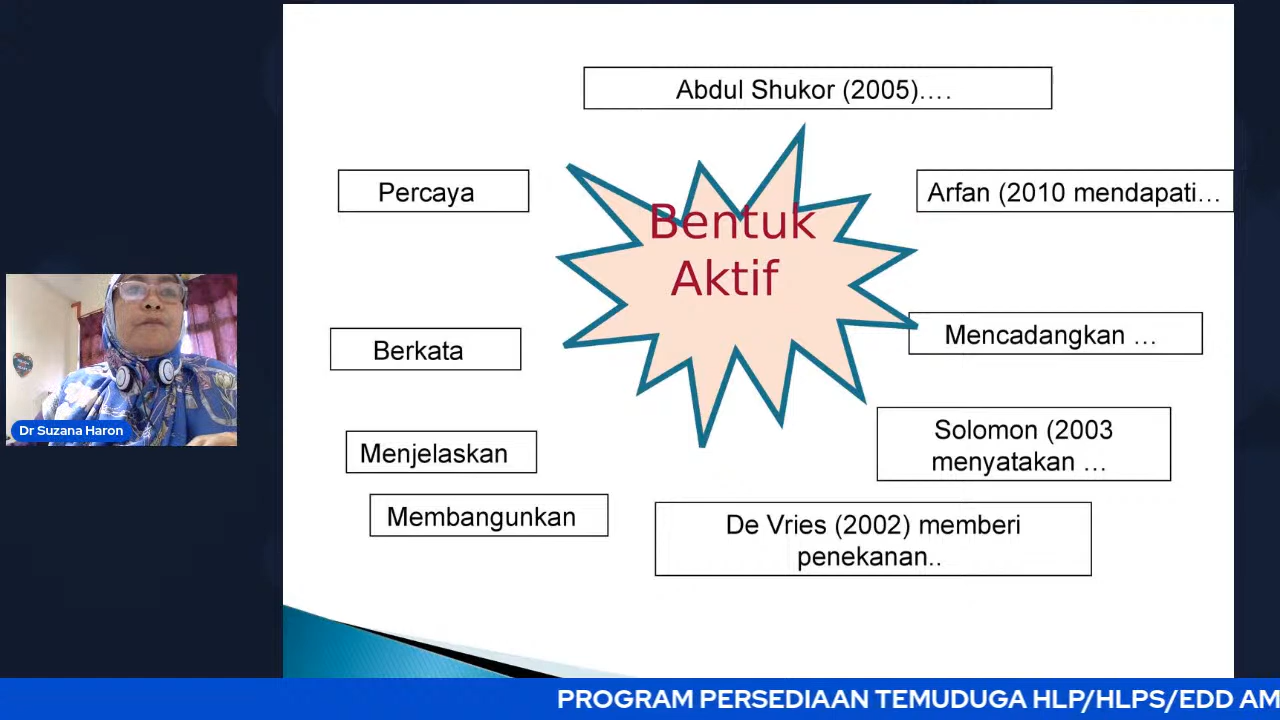 Abdul Shukor (2005)....
Percaya
Bentuk
Aktif
Arfan (2010 mendapati...
Berkata
Mencadangkan ...
Menjelaskan
Solomon (2003
menyatakan ...
Membangunkan
De Vries (2002) memberi
penekanan..
Dr Suzana Haron
PROGRAM PERSEDIAAN TEMUDUGA HLP/HLPS/EDD AM